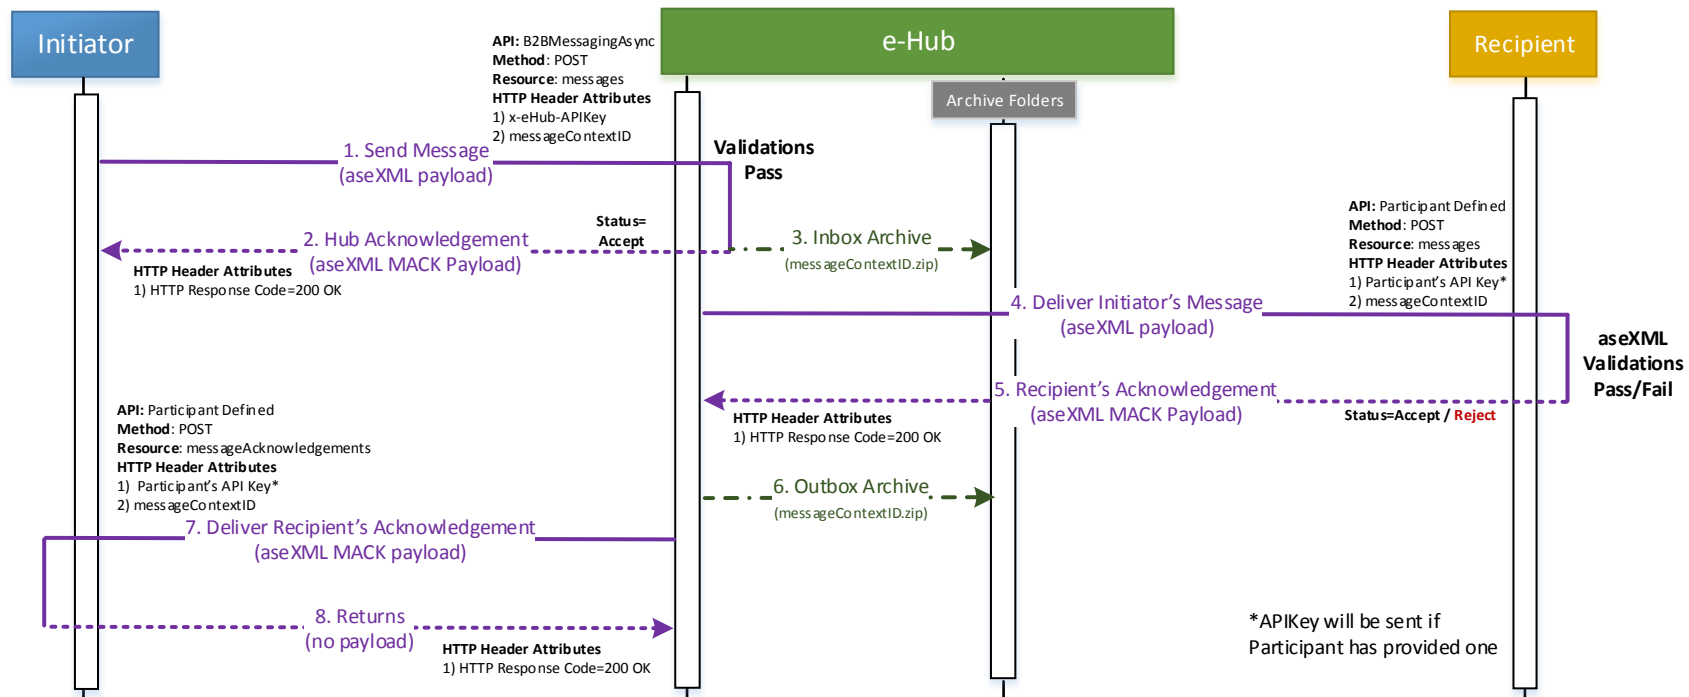 Initiator
e-Hub
Recipient
API: B2BMessagingAsync
Method: POST
Resource: messages
HTTP Header Attributes
1) x-eHub-APIKey
2) messageContextID
Archive Folders
1. Send Message
(aseXML payload)
Validations
Pass
Status=
Accept
2. Hub Acknowledgement
(aseXML MACK Payload)
HTTP Header Attributes
1) HTTP Response Code=200 OK
3. Inbox Archive
(messageContextID.zip)
API: Participant Defined
Method: POST
Resource: messages
HTTP Header Attributes
1) Participant's API Key*
2) messageContextID
4. Deliver Initiator's Message
(aseXML payload)
aseXML
Validations
Pass/Fail
5. Recipient's Acknowledgement
(aseXML MACK Payload)
Status=Accept / Reject
HTTP Header Attributes
1) HTTP Response Code=200 OK
6. Outbox Archive
(messageContextID.zip)
API: Participant Defined
Method: POST
Resource: messageAcknowledgements
HTTP Header Attributes
1) Participant's API Key*
2) messageContextID
7. Deliver Recipient's Acknowledgement
(aseXML MACK payload)
8. Returns
(no payload)
HTTP Header Attributes
1) HTTP Response Code=200 OK
*APIKey will be sent if
Participant has provided one